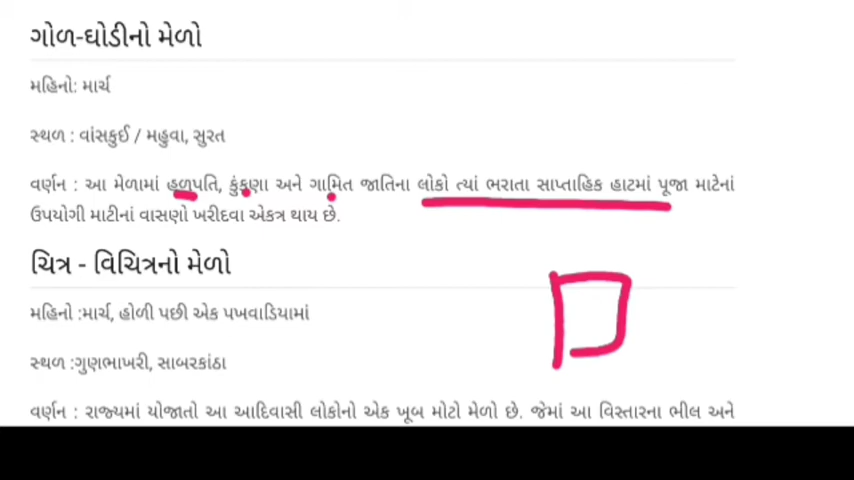 ગોળ-ઘોડીનો મેળો
મહિનો: માર્ચ
સ્થળ : વાંસકુઈ / મહુવા, સુરત
વર્ણન : આ મેળામાં હળપતિ, કુંકણા અને ગામિત જાતિના લોકો ત્યાં ભરાતા સાપ્તાહિક હાટમાં પૂજા માટેનાં
ઉપયોગી માટીનાં વાસણો ખરીદવા એકત્ર થાય છે.
ચિત્ર - વિચિત્રનો મેળો
મહિનો :માર્ચ, હોળી પછી એક પખવાડિયામાં
સ્થળ :ગુણભાખરી, સાબરકાંઠા
વર્ણન : રાજ્યમાં યોજાતો આ આદિવાસી લોકોનો એક ખૂબ મોટો મેળો છે. જેમાં આ વિસ્તારના ભીલ અને